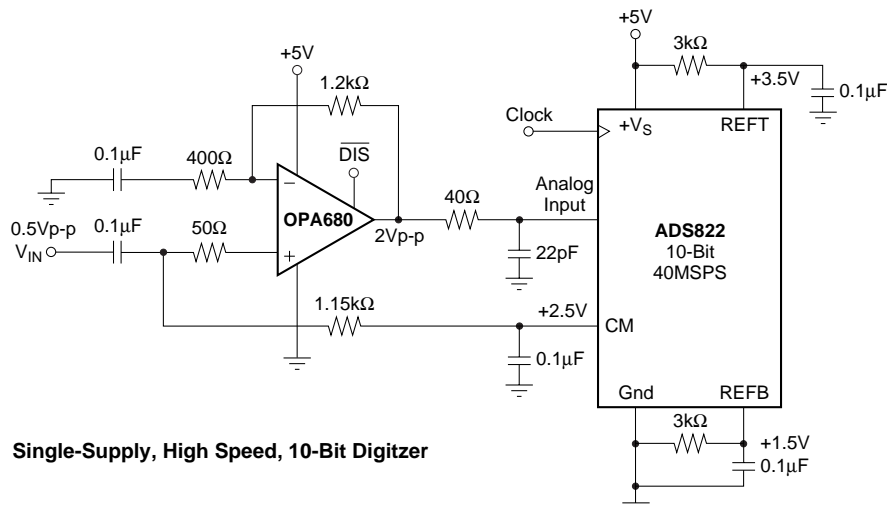 +5V
3kΩ
+5V
+3.5V
1.2kΩ
0.1µF
Clock
+VS
REFT
DIS
0.1µF
400Ω
–
Analog
Input
40Ω
OPA680
ADS822
0.5Vp-p
0.1µF
50Ω
2Vp-p
10-Bit
40MSPS
VIN
+
22pF
1.15kΩ
+2.5V
CM
0.1µF
Gnd
REFB
3kΩ
+1.5V
0.1µF
Single-Supply, High Speed, 10-Bit Digitzer